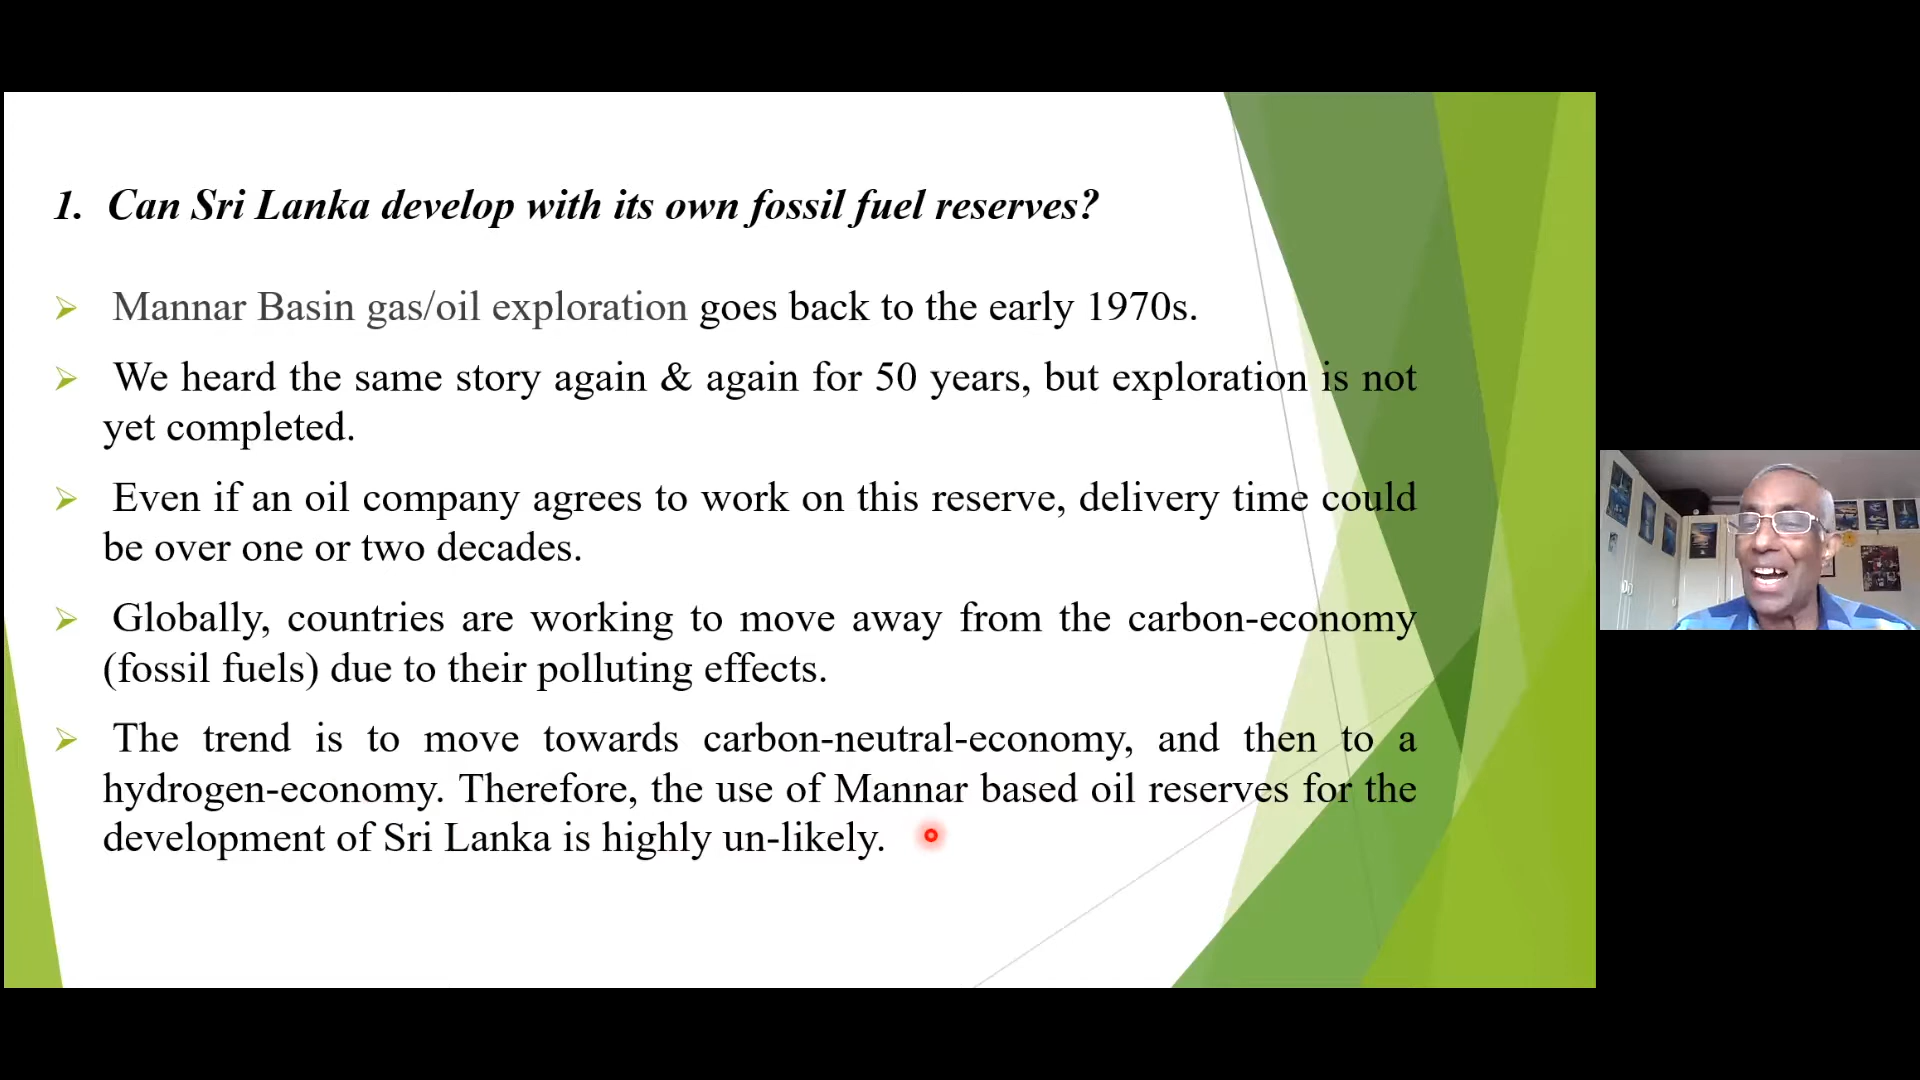 1. Can Sri Lanka develop with its own fossil fuel reserves?
➢ Mannar Basin gas/oil exploration goes back to the early 1970s.
➢ We heard the same story again & again for 50 years, but exploration is not
yet completed.
➢ Even if an oil company agrees to work on this reserve, delivery time could
be over one or two decades.
➢ Globally, countries are working to move away from the carbon-economy
(fossil fuels) due to their polluting effects.
➢ The trend is to move towards carbon-neutral-economy, and then to a
hydrogen-economy. Therefore, the use of Mannar based oil reserves for the
development of Sri Lanka is highly un-likely.